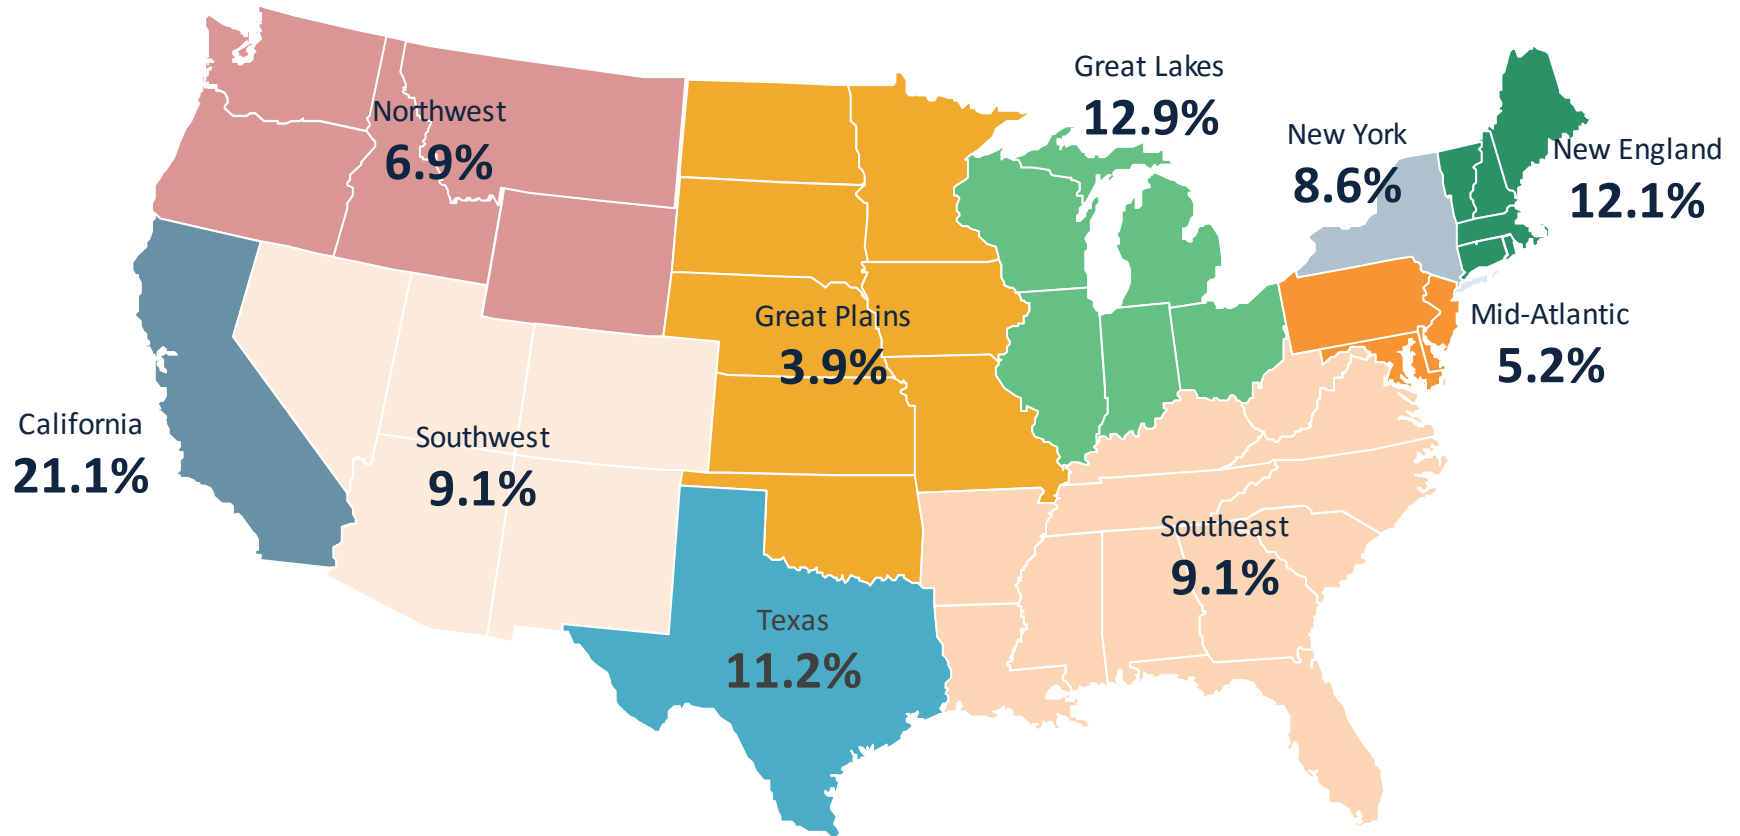 Great Lakes
12.9%
Northwest
6.9%
New York
8.6%
New England
12.1%
Great Plains
3.9%
Mid-Atlantic
5.2%
California
21.1%
Southwest
9.1%
Southeast
9.1%
Texas
11.2%